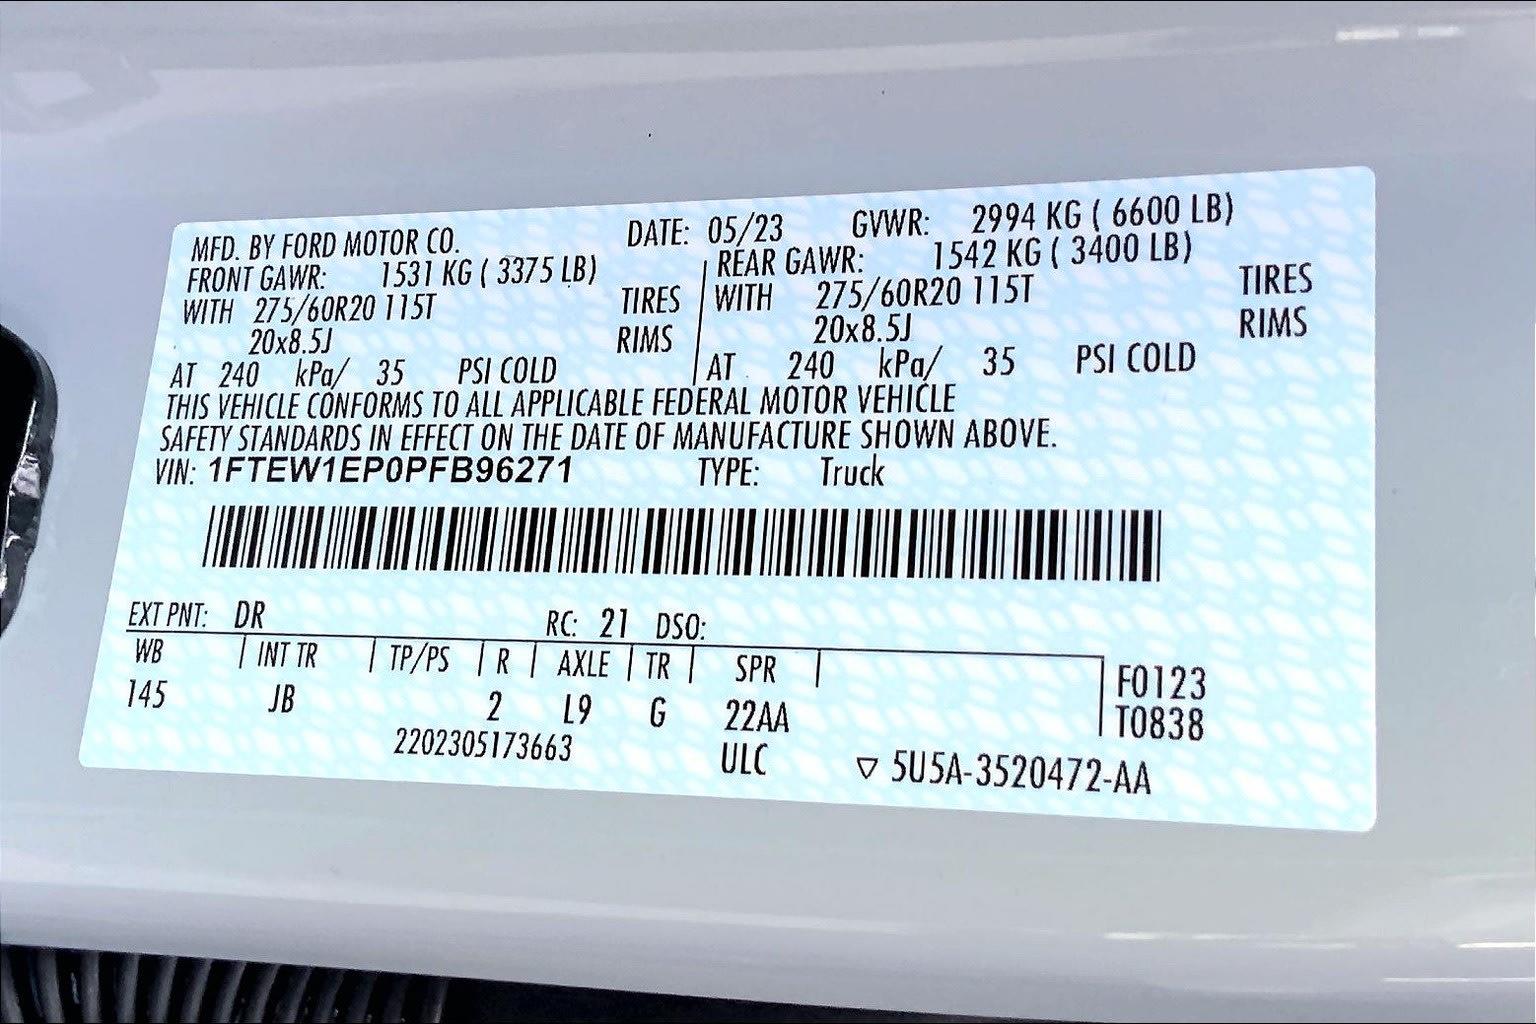 MFD. BY FORD MOTOR CO. DATE: 05/23 GVWR: 2994 KG ( 6600 LB)
FRONT GAWR: 1531 KG ( 3375 LB) REAR GAWR: 1542 KG ( 3400 LB)
WITH 275/60R20 115T TIRES WITH 275/60R20 115T TIRES
20x8.5J RIMS 20x8.5J RIMS
AT 240 kPa/ 35 PSI COLD AT 240 kPa/ 35 PSI COLD
THIS VEHICLE CONFORMS TO ALL APPLICABLE FEDERAL MOTOR VEHICLE
SAFETY STANDARDS IN EFFECT ON THE DATE OF MANUFACTURE SHOWN ABOVE.
VIN: 1FTEW1EP0PFB96271 TYPE: Truck
EXT PNT: DR RC: 21 DSO:
WB INT TR TP/PS R AXLE TR SPR
145 JB 2 L9 G 22AA
F0123
T0838
2202305173663 ULC ▽ 5U5A-3520472-AA